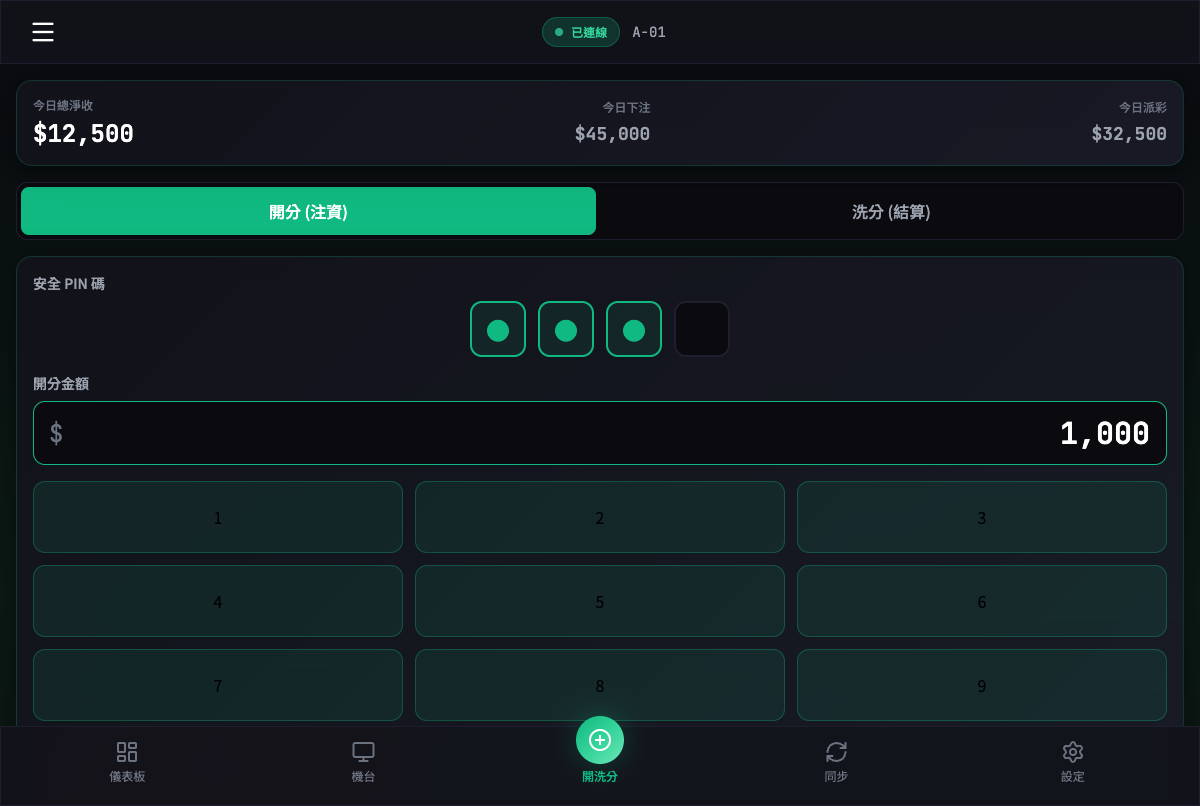 已連線 A-01
今日總淨收 今日下注 今日派彩
$12,500 $45,000 $32,500
開分 (注資) 洗分 (結算)
安全 PIN 碼
開分金額
$ 1,000
1 2 3
4 5 6
7 8 9
儀表板 機台 開洗分 同步 設定